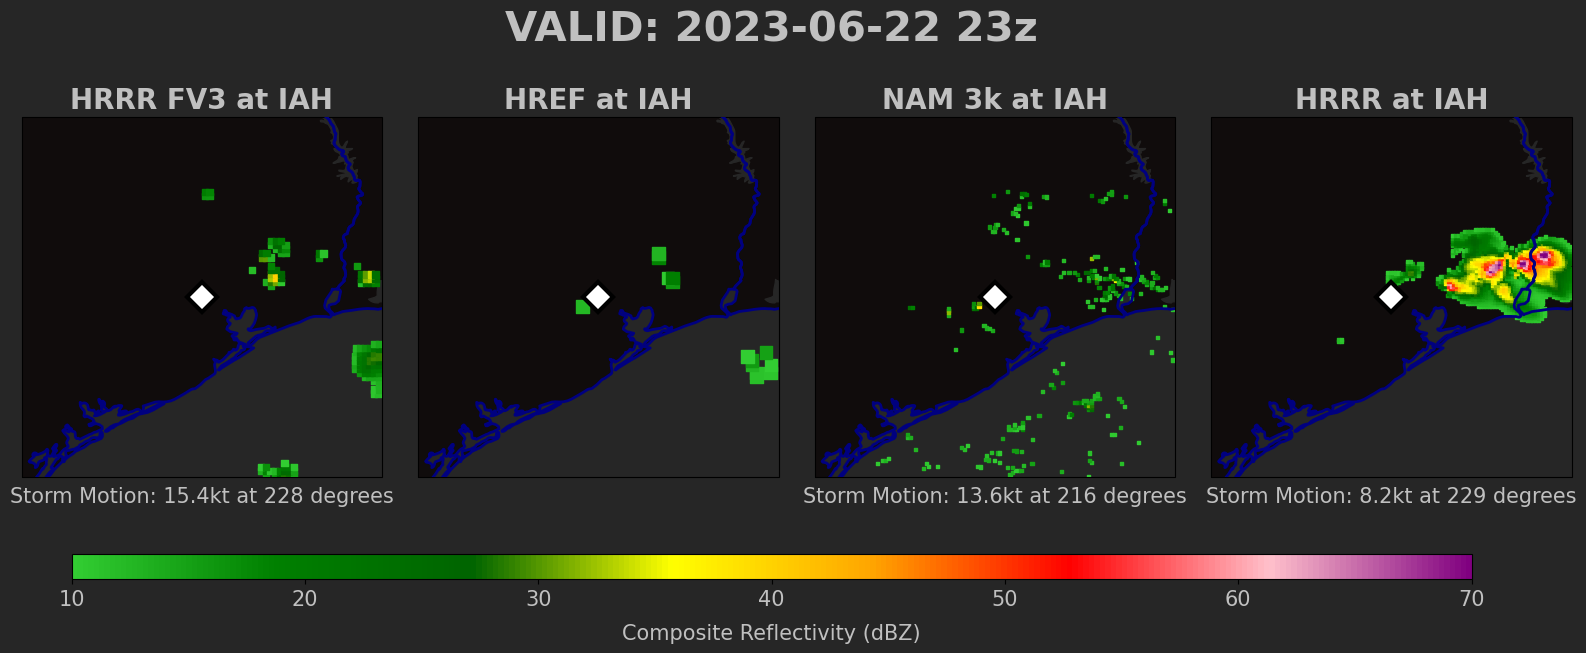 VALID: 2023-06-22 23z
HRRR FV3 at IAH
HREF at IAH
NAM 3k at IAH
HRRR at IAH
Storm Motion: 15.4kt at 228 degrees
Storm Motion: 13.6kt at 216 degrees
Storm Motion: 8.2kt at 229 degrees
10 20 30 40 50 60 70
Composite Reflectivity (dBZ)